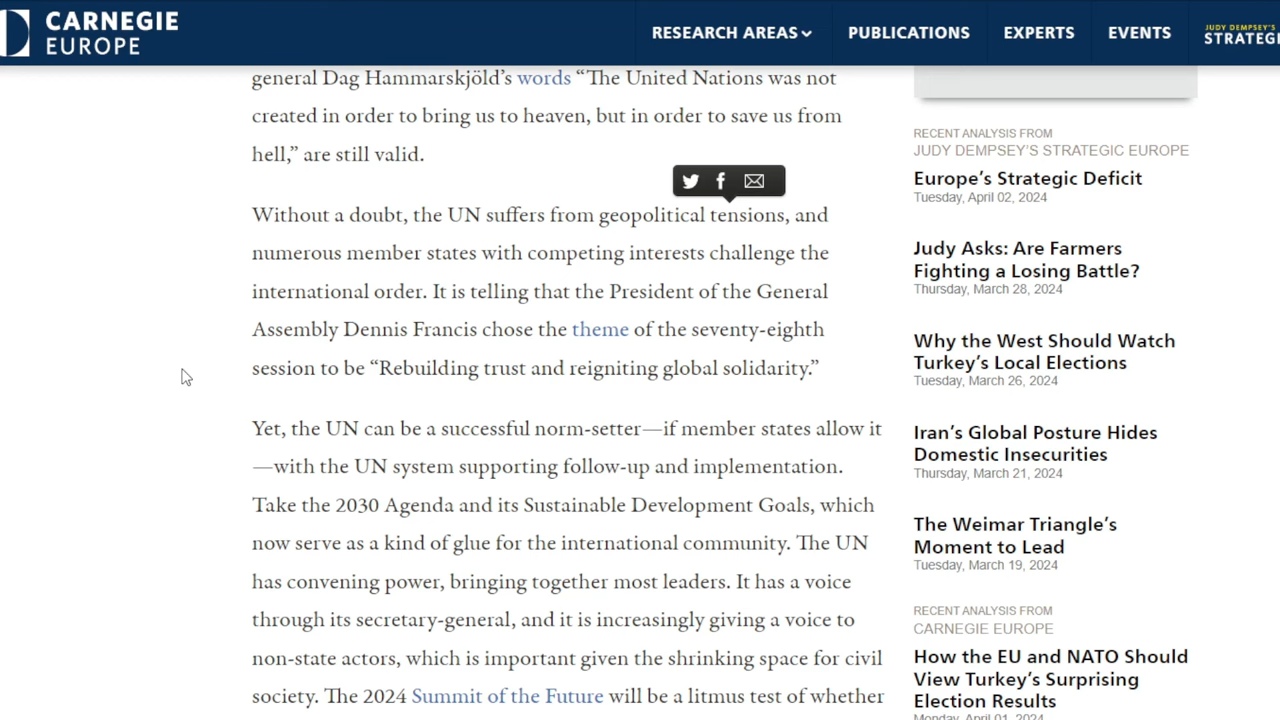 CARNEGIE
EUROPE
RESEARCH AREAS
PUBLICATIONS
EXPERTS
EVENTS
JUDY DEMPSEY'S
general Dag Hammarskjöld's words “The United Nations was not
created in order to bring us to heaven, but in order to save us from
hell,” are still valid.
Without a doubt, the UN suffers from geopolitical tensions, and
numerous member states with competing interests challenge the
international order. It is telling that the President of the General
Assembly Dennis Francis chose the theme of the seventy-eighth
session to be “Rebuilding trust and reigniting global solidarity.”
Yet, the UN can be a successful norm-setter—if member states allow it
—with the UN system supporting follow-up and implementation.
Take the 2030 Agenda and its Sustainable Development Goals, which
now serve as a kind of glue for the international community. The UN
has convening power, bringing together most leaders. It has a voice
through its secretary-general, and it is increasingly giving a voice to
non-state actors, which is important given the shrinking space for civil
society. The 2024 Summit of the Future will be a litmus test of whether
RECENT ANALYSIS FROM
JUDY DEMPSEY'S STRATEGIC EUROPE
Europe's Strategic Deficit
Tuesday, April 02, 2024
Judy Asks: Are Farmers
Fighting a Losing Battle?
Thursday, March 28, 2024
Why the West Should Watch
Turkey's Local Elections
Tuesday, March 26, 2024
Iran's Global Posture Hides
Domestic Insecurities
Thursday, March 21, 2024
The Weimar Triangle's
Moment to Lead
Tuesday, March 19, 2024
RECENT ANALYSIS FROM
CARNEGIE EUROPE
How the EU and NATO Should
View Turkey's Surprising
Election Results
Monday, April 01, 2024